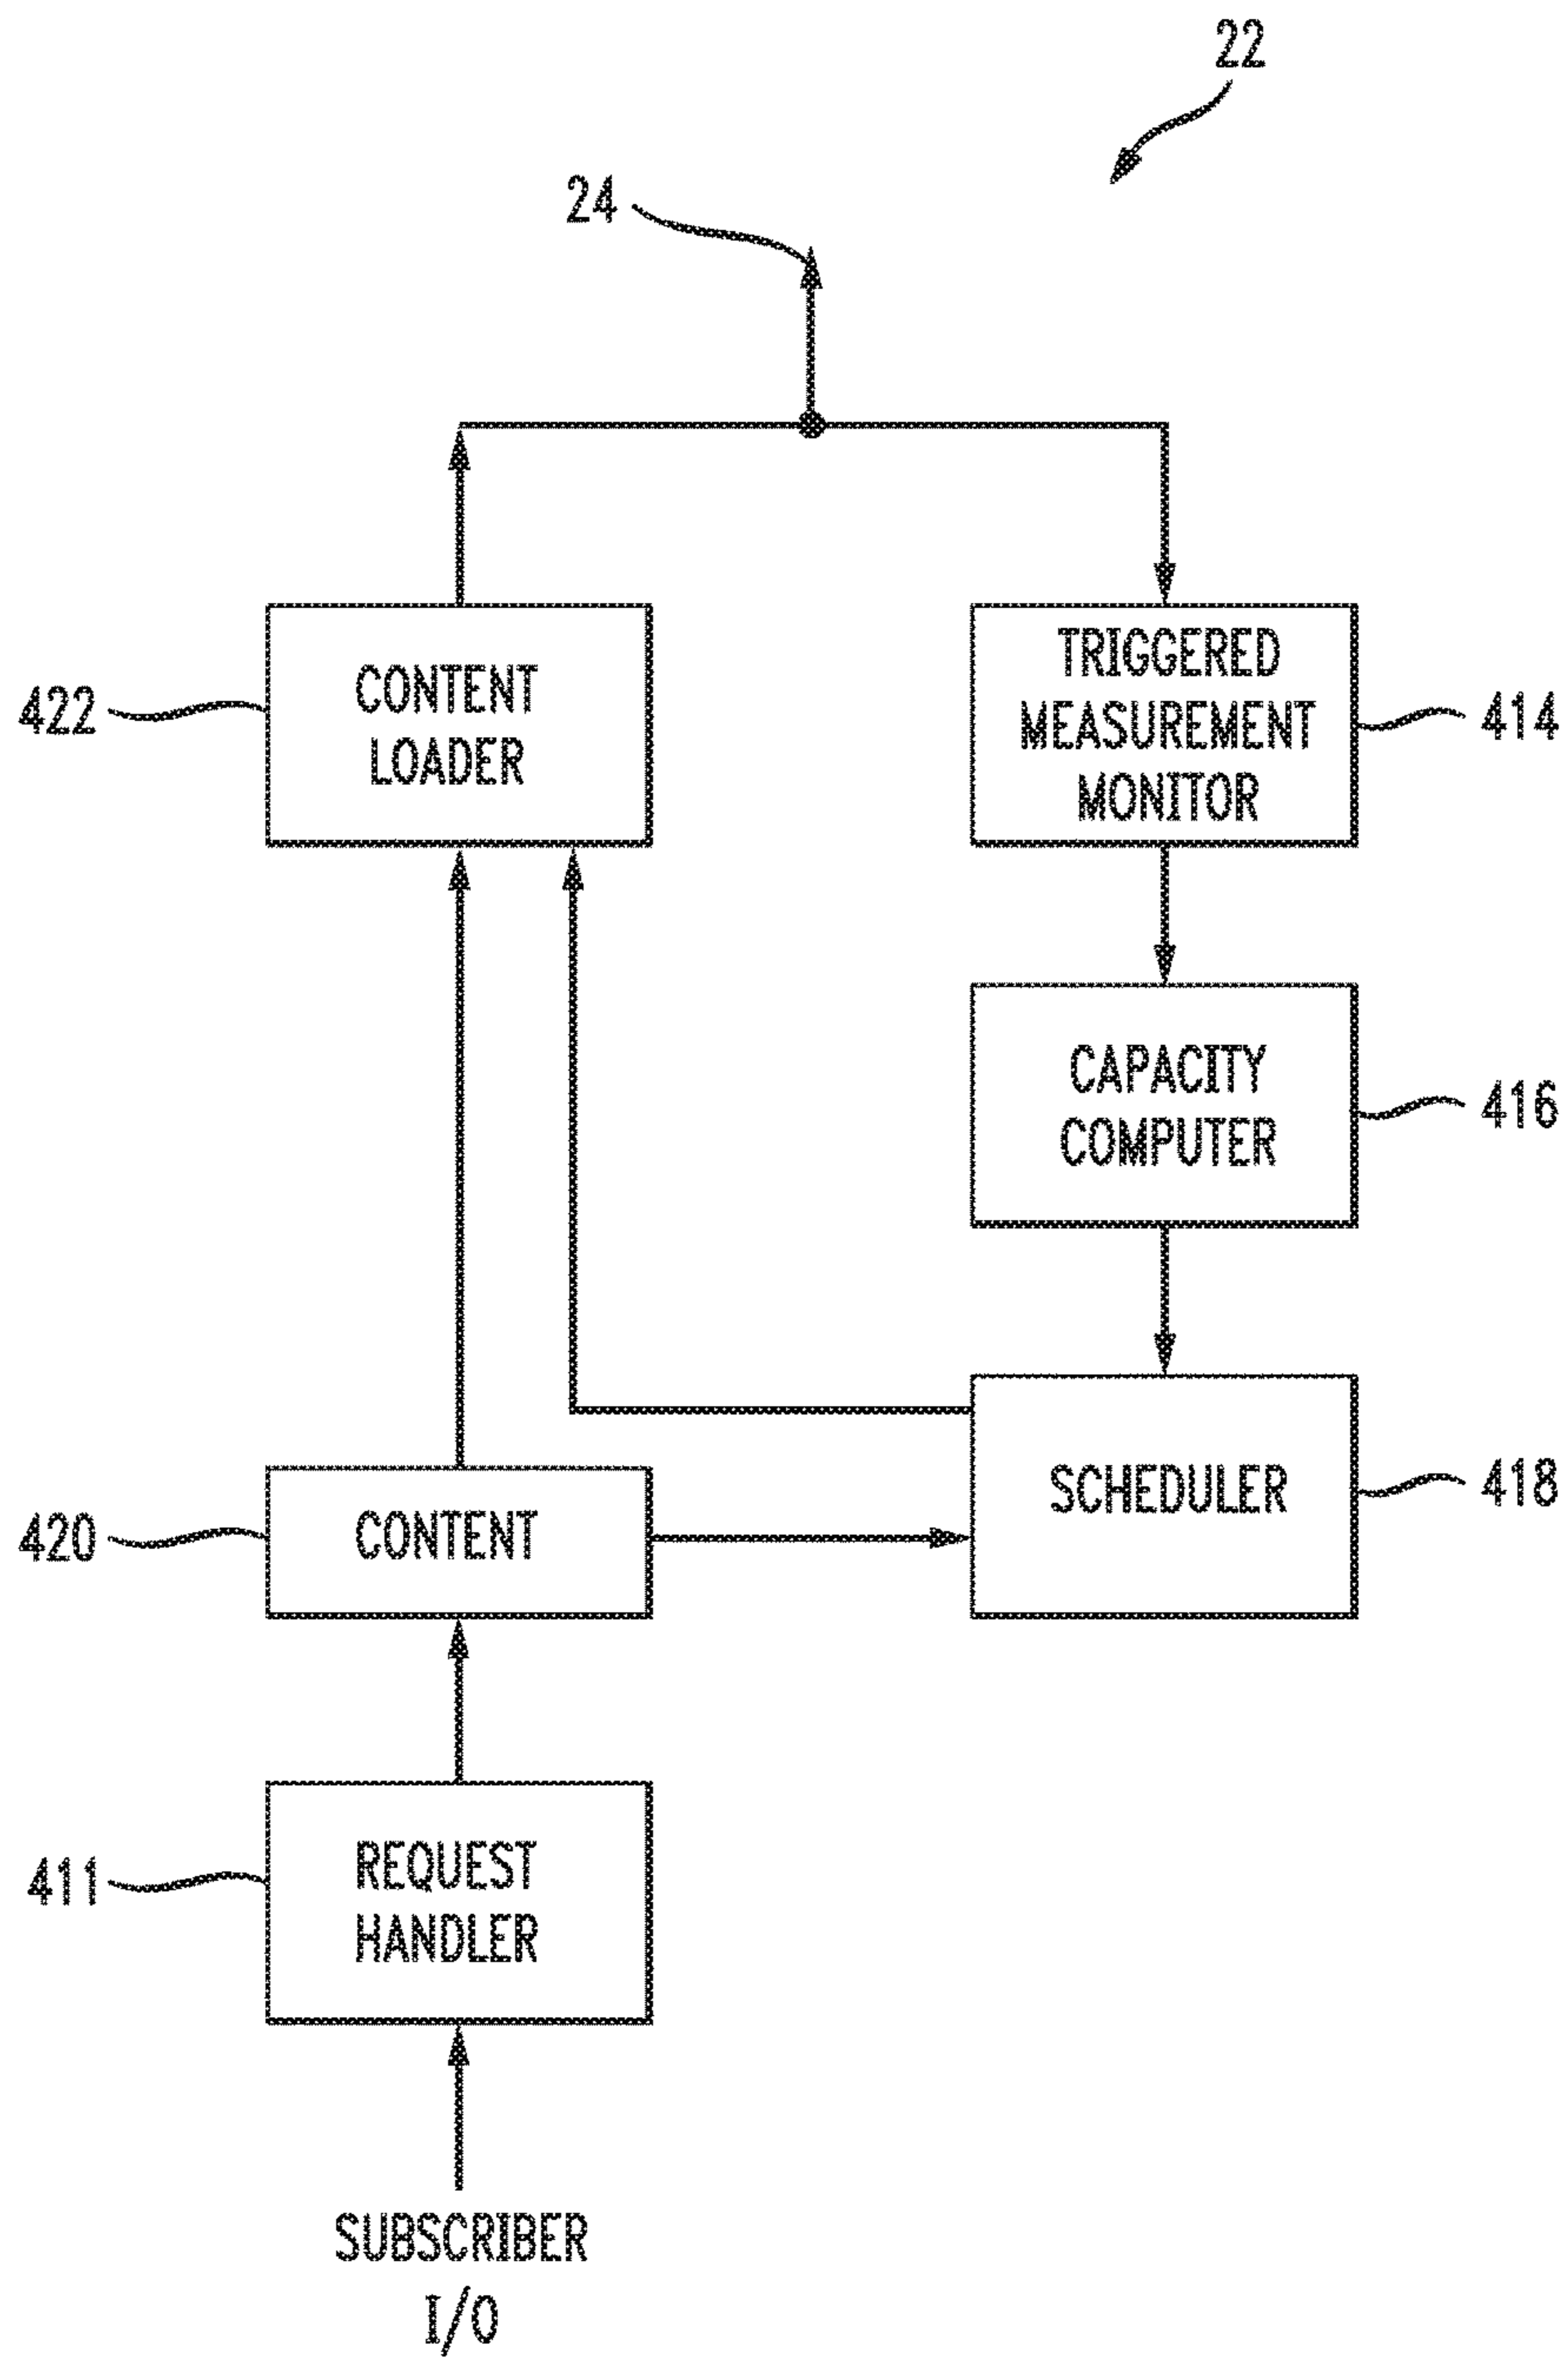 22
24
CONTENT
LOADER
422
TRIGGERED
MEASUREMENT
MONITOR
414
CAPACITY
COMPUTER
416
SCHEDULER
418
CONTENT
420
REQUEST
HANDLER
411
SUBSCRIBER
I/O